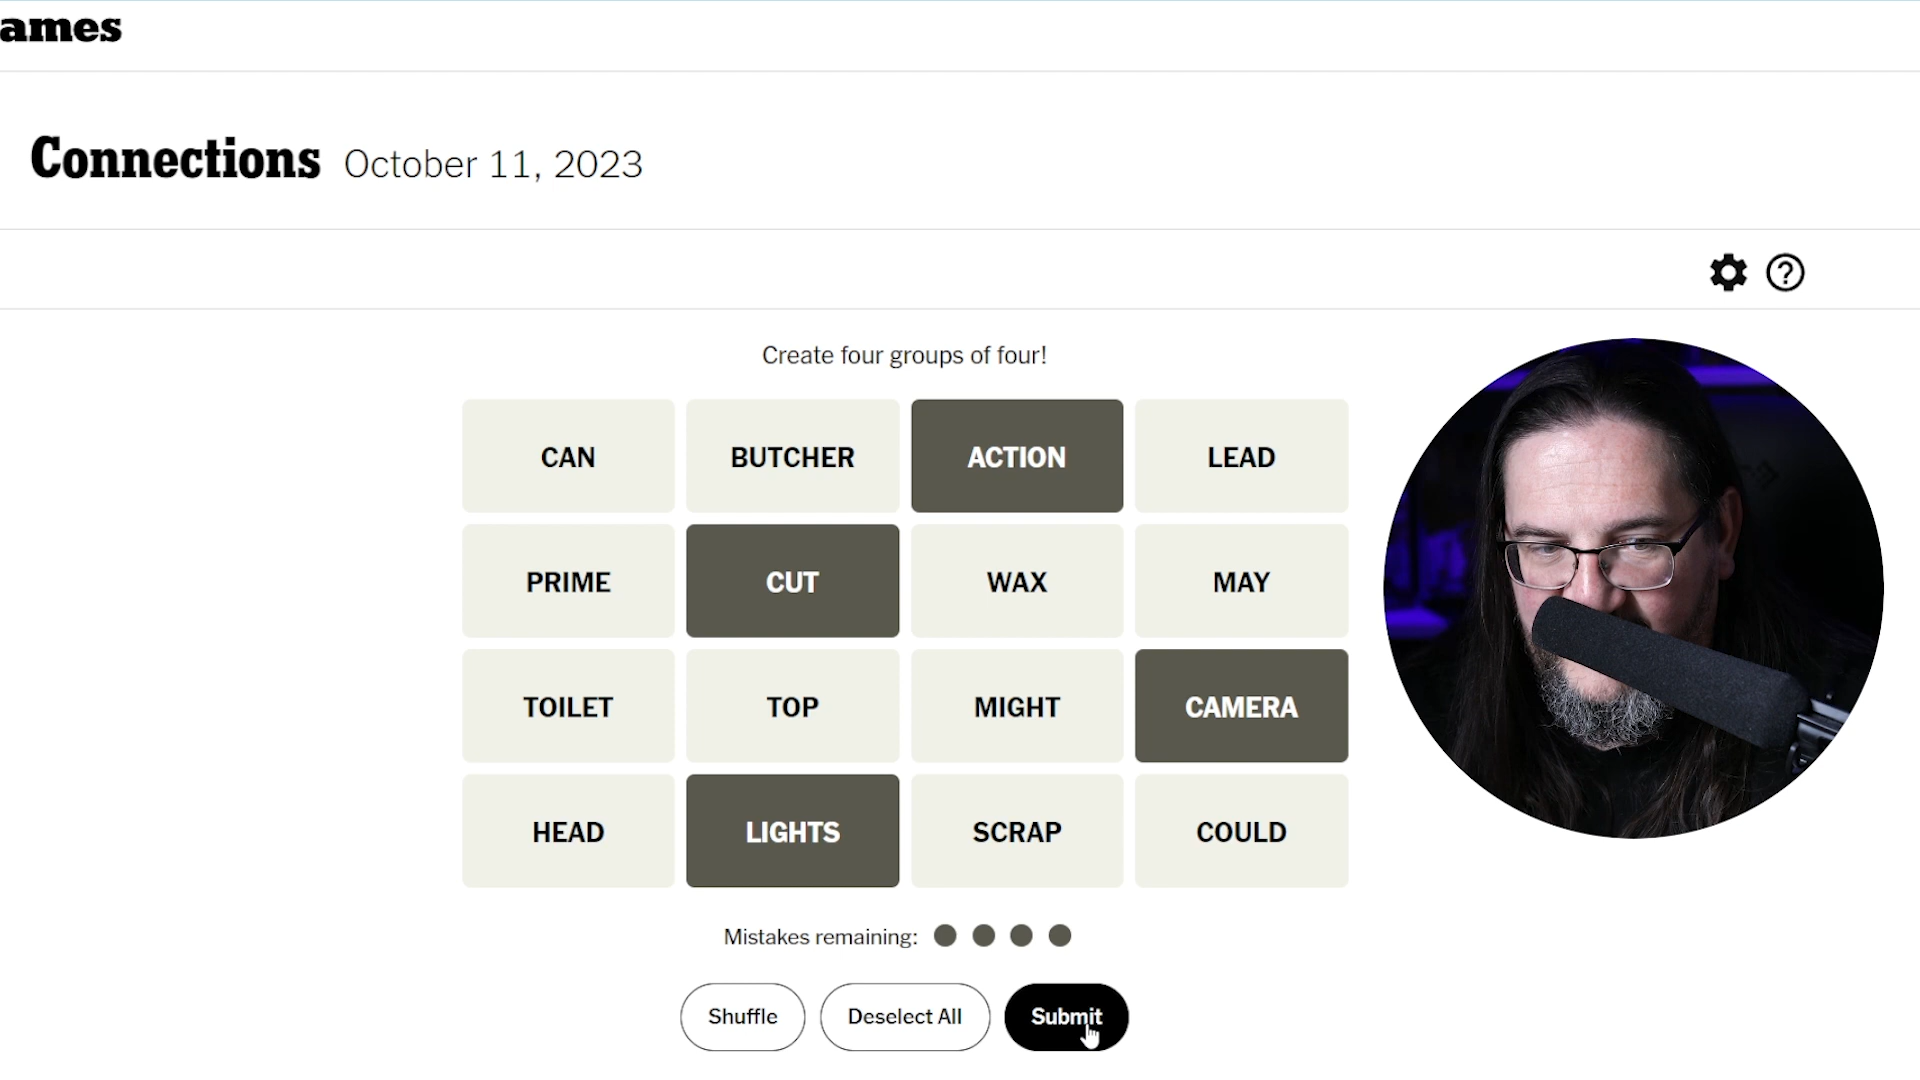 ames
Connections October 11, 2023
Create four groups of four!
CAN BUTCHER ACTION LEAD
PRIME CUT WAX MAY
TOILET TOP MIGHT CAMERA
HEAD LIGHTS SCRAP COULD
Mistakes remaining:
Shuffle Deselect All Submit